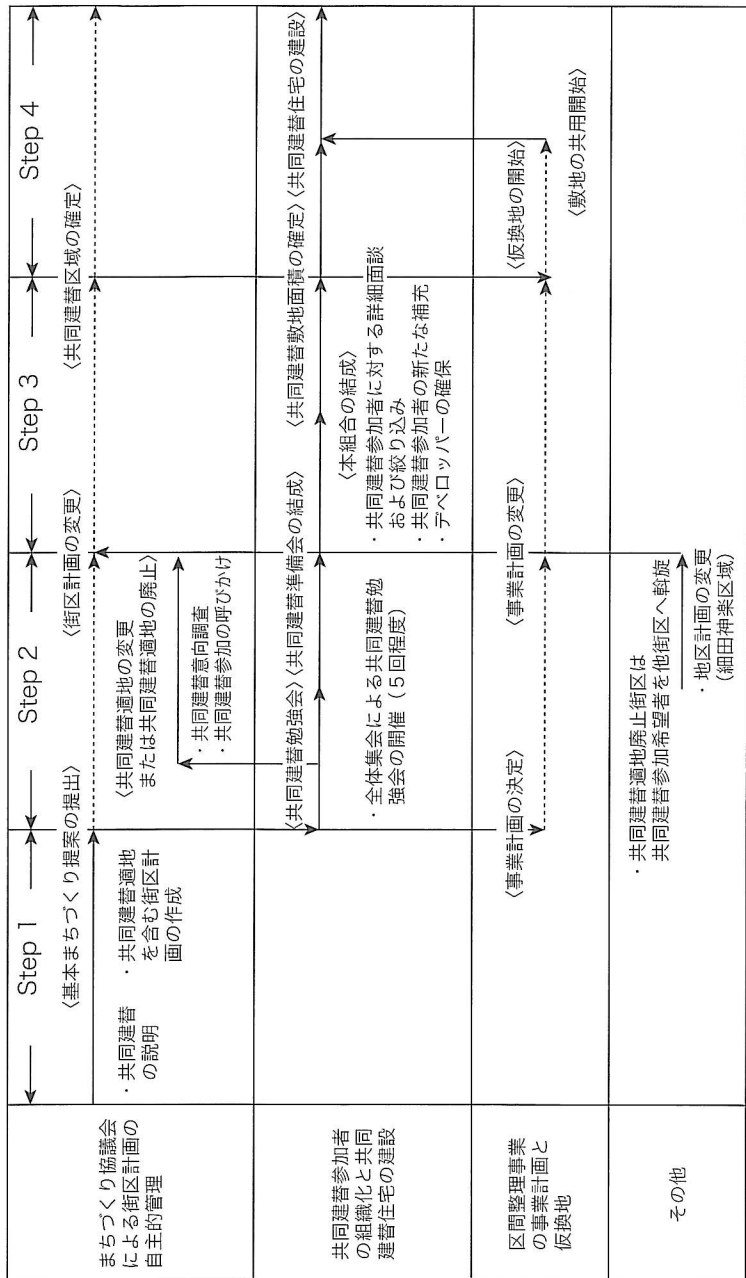 Step 1
Step 2
Step 3
Step 4
まちづくり協議会
による街区計画の
自主的管理
〈基本まちづくり提案の提出〉
・共同建替
の説明
・共同建替適地
を含む街区計
画の作成
〈街区計画の変更〉
〈共同建替適地の変更
または共同建替適地の廃止〉
・共同建替意向調査
・共同建替参加の呼びかけ
〈共同建替区域の確定〉
共同建替参加者
の組織化と共同
建替住宅の建設
〈共同建替勉強会〉
〈共同建替準備会の結成〉
・全体集会による共同建替勉
強会の開催（5回程度）
〈共同建替敷地面積の確定〉
〈本組合の結成〉
・共同建替参加者に対する詳細面談
および絞り込み
・共同建替参加者の新たな補充
・デベロッパーの確保
〈共同建替住宅の建設〉
区間整理事業
の事業計画と
仮換地
〈事業計画の決定〉
〈事業計画の変更〉
〈仮換地の開始〉
〈敷地の共用開始〉
その他
・共同建替適地廃止街区は
共同建替参加希望者を他街区へ斡旋
・地区計画の変更
（細田神楽区域）